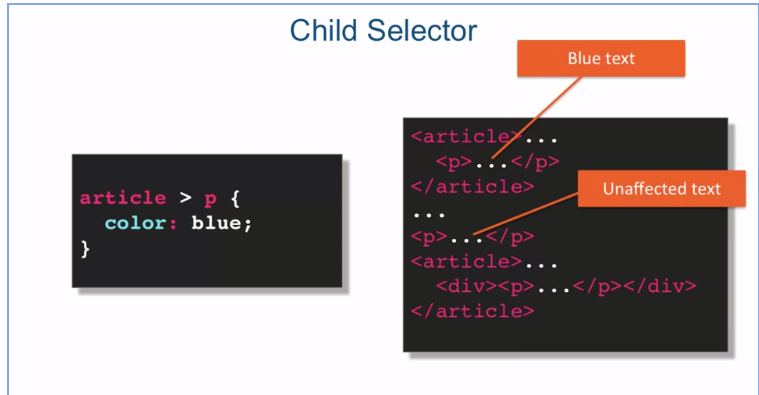 Child Selector
Blue text
article > p {
color: blue;
}
<article>...
<p>...</p>
</article>
Unaffected text
...
<p>...</p>
<article>...
<div><p>...</p></div>
</article>